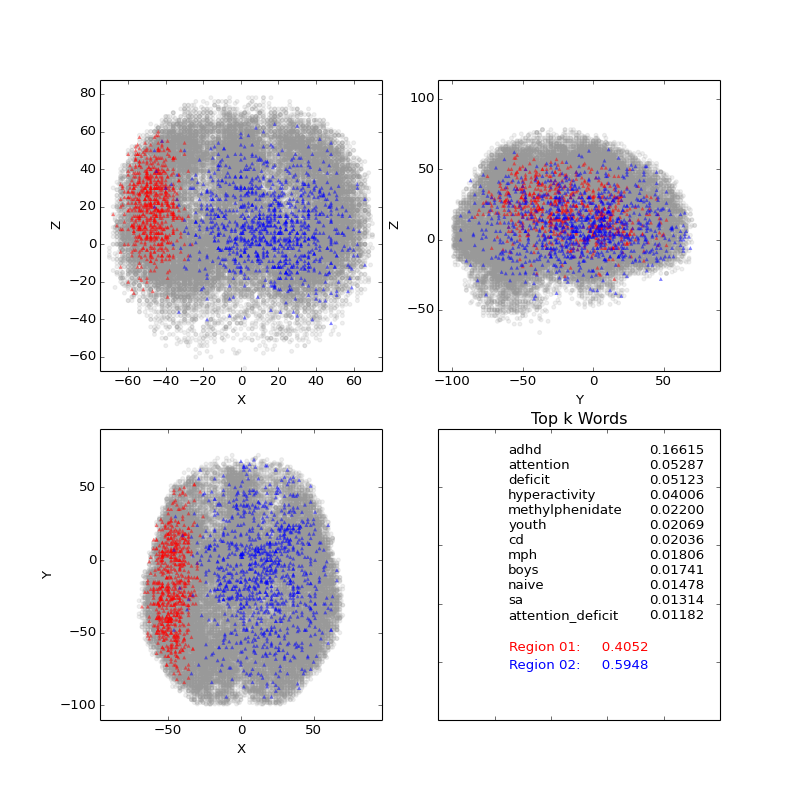 80
60
40
20
0
−20
−40
−60
Z
−60 −40 −20 0 20 40 60
X
100
50
0
−50
Z
−100 −50 0 50
Y
50
0
−50
−100
Y
−50 0 50
X
Top k Words
adhd 0.16615
attention 0.05287
deficit 0.05123
hyperactivity 0.04006
methylphenidate 0.02200
youth 0.02069
cd 0.02036
mph 0.01806
boys 0.01741
naive 0.01478
sa 0.01314
attention_deficit 0.01182
Region 01: 0.4052
Region 02: 0.5948